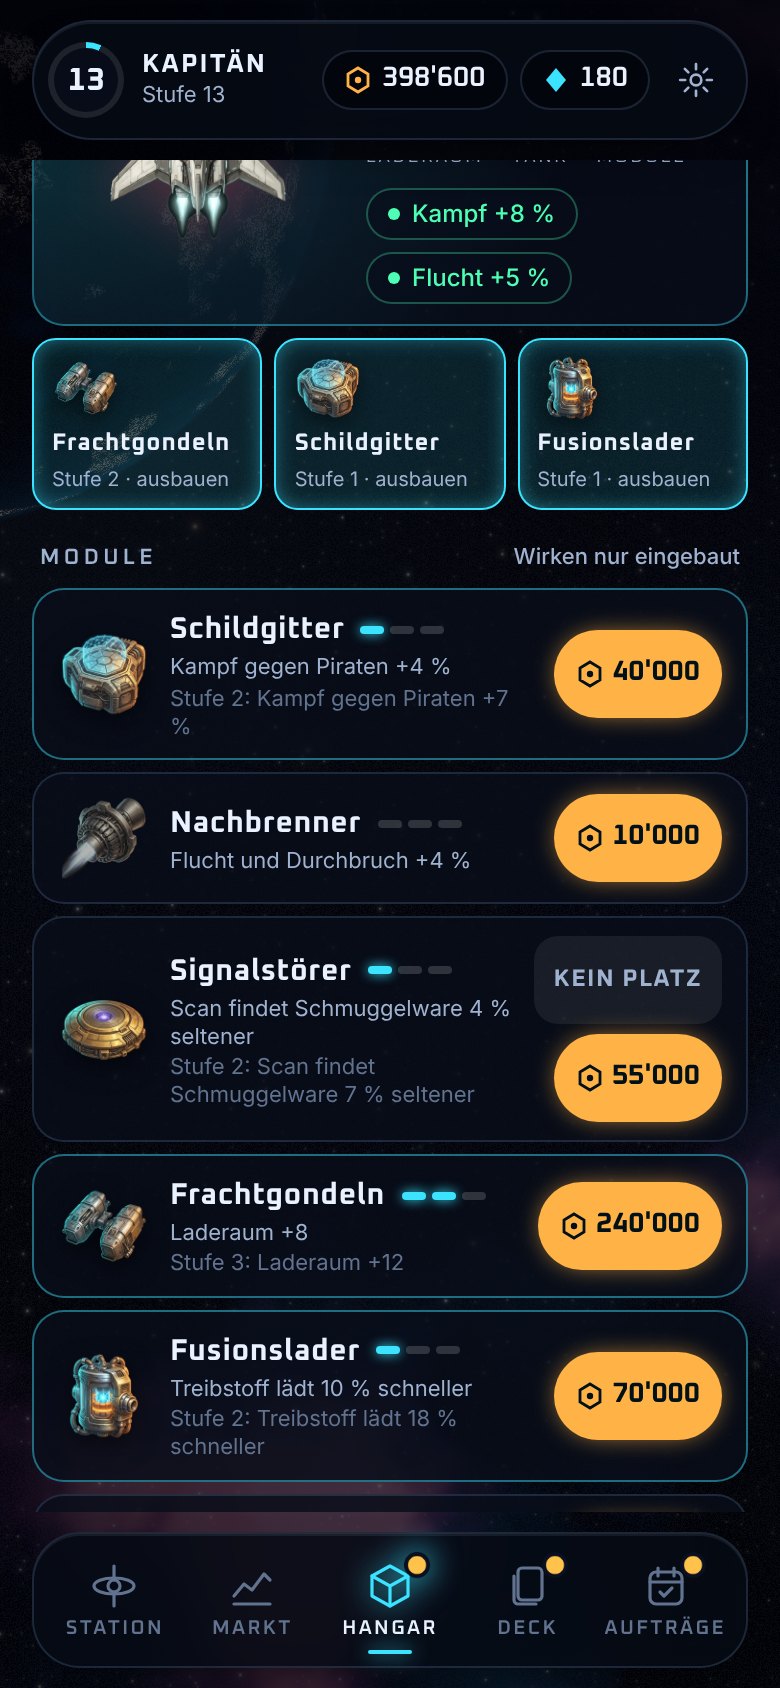 13
KAPITÄN
Stufe 13
398'600
180
LADERAUM TANK MODULE
Kampf +8 %
Flucht +5 %
Frachtgondeln
Stufe 2 · ausbauen
Schildgitter
Stufe 1 · ausbauen
Fusionslader
Stufe 1 · ausbauen
MODULE
Wirken nur eingebaut
Schildgitter
Kampf gegen Piraten +4 %
Stufe 2: Kampf gegen Piraten +7
%
40'000
Nachbrenner
Flucht und Durchbruch +4 %
10'000
Signalstörer
Scan findet Schmuggelware 4 %
seltener
Stufe 2: Scan findet
Schmuggelware 7 % seltener
KEIN PLATZ
55'000
Frachtgondeln
Laderaum +8
Stufe 3: Laderaum +12
240'000
Fusionslader
Treibstoff lädt 10 % schneller
Stufe 2: Treibstoff lädt 18 %
schneller
70'000
STATION
MARKT
HANGAR
DECK
AUFTRÄGE